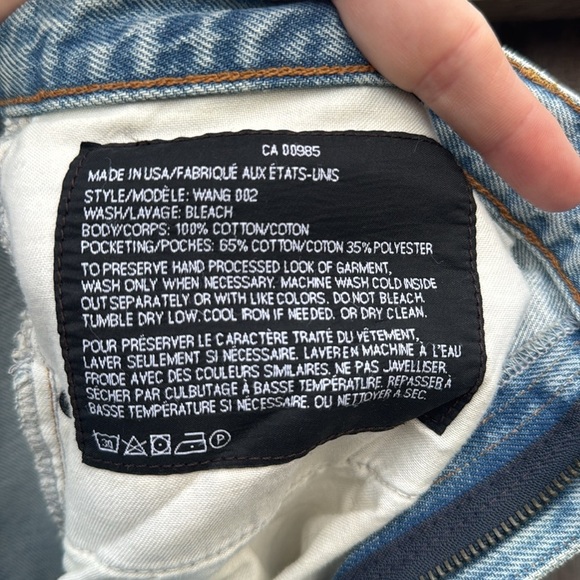 CA 00985
MADE IN USA/FABRIQUÉ AUX ÉTATS-UNIS
STYLE/MODÈLE: WANG 002
WASH/LAVAGE: BLEACH
BODY/CORPS: 100% COTTON/COTON
POCKETING/POCHES: 65% COTTON/COTON 35% POLYESTER
TO PRESERVE HAND PROCESSED LOOK OF GARMENT,
WASH ONLY WHEN NECESSARY. MACHINE WASH COLD INSIDE
OUT SEPARATELY OR WITH LIKE COLORS. DO NOT BLEACH.
TUMBLE DRY LOW. COOL IRON IF NEEDED. OR DRY CLEAN.
POUR PRÉSERVER LE CARACTÈRE TRAITÉ DU VÊTEMENT,
LAVER SEULEMENT SI NÉCESSAIRE. LAVER EN MACHINE À L'EAU
FROIDE AVEC DES COULEURS SIMILAIRES. NE PAS JAVELLISER.
SÉCHER PAR CULBUTAGE À BASSE TEMPÉRATURE. REPASSER À
BASSE TEMPÉRATURE SI NÉCESSAIRE. OU NETTOYER À SEC.
30 P